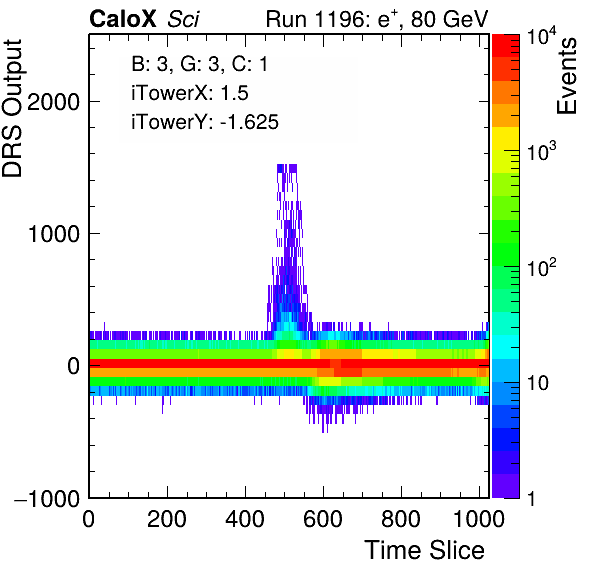 CaloX Sci
Run 1196: e⁺, 80 GeV
B: 3, G: 3, C: 1
iTowerX: 1.5
iTowerY: -1.625
DRS Output
2000
1000
0
−1000
0 200 400 600 800 1000
Time Slice
Events
10⁴
10³
10²
10
1